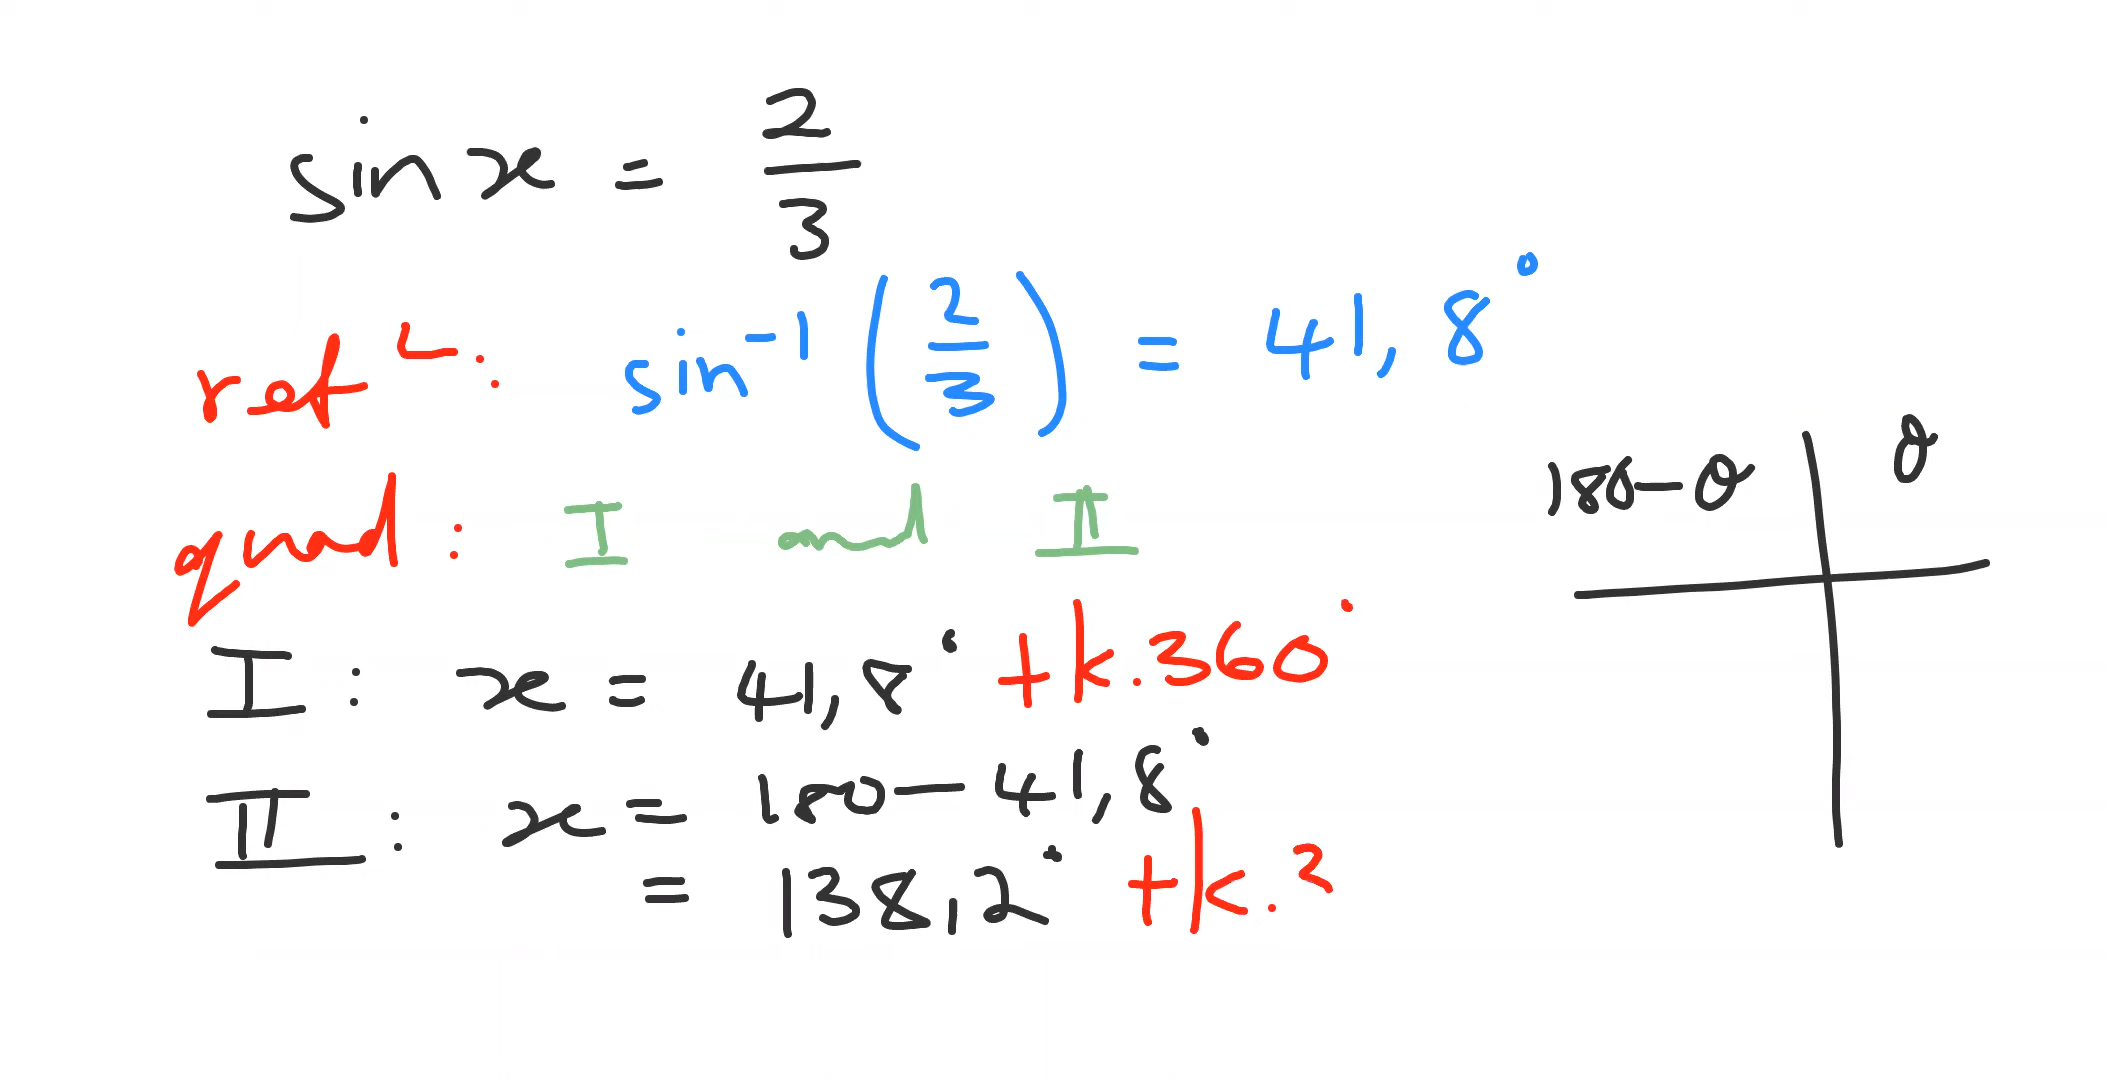 sin x = 2/3
ref ∠: sin⁻¹(2/3) = 41,8°
180-θ θ
quad: I and II
I: x = 41,8° +k.360°
II: x = 180-41,8°
= 138,2° +k.3